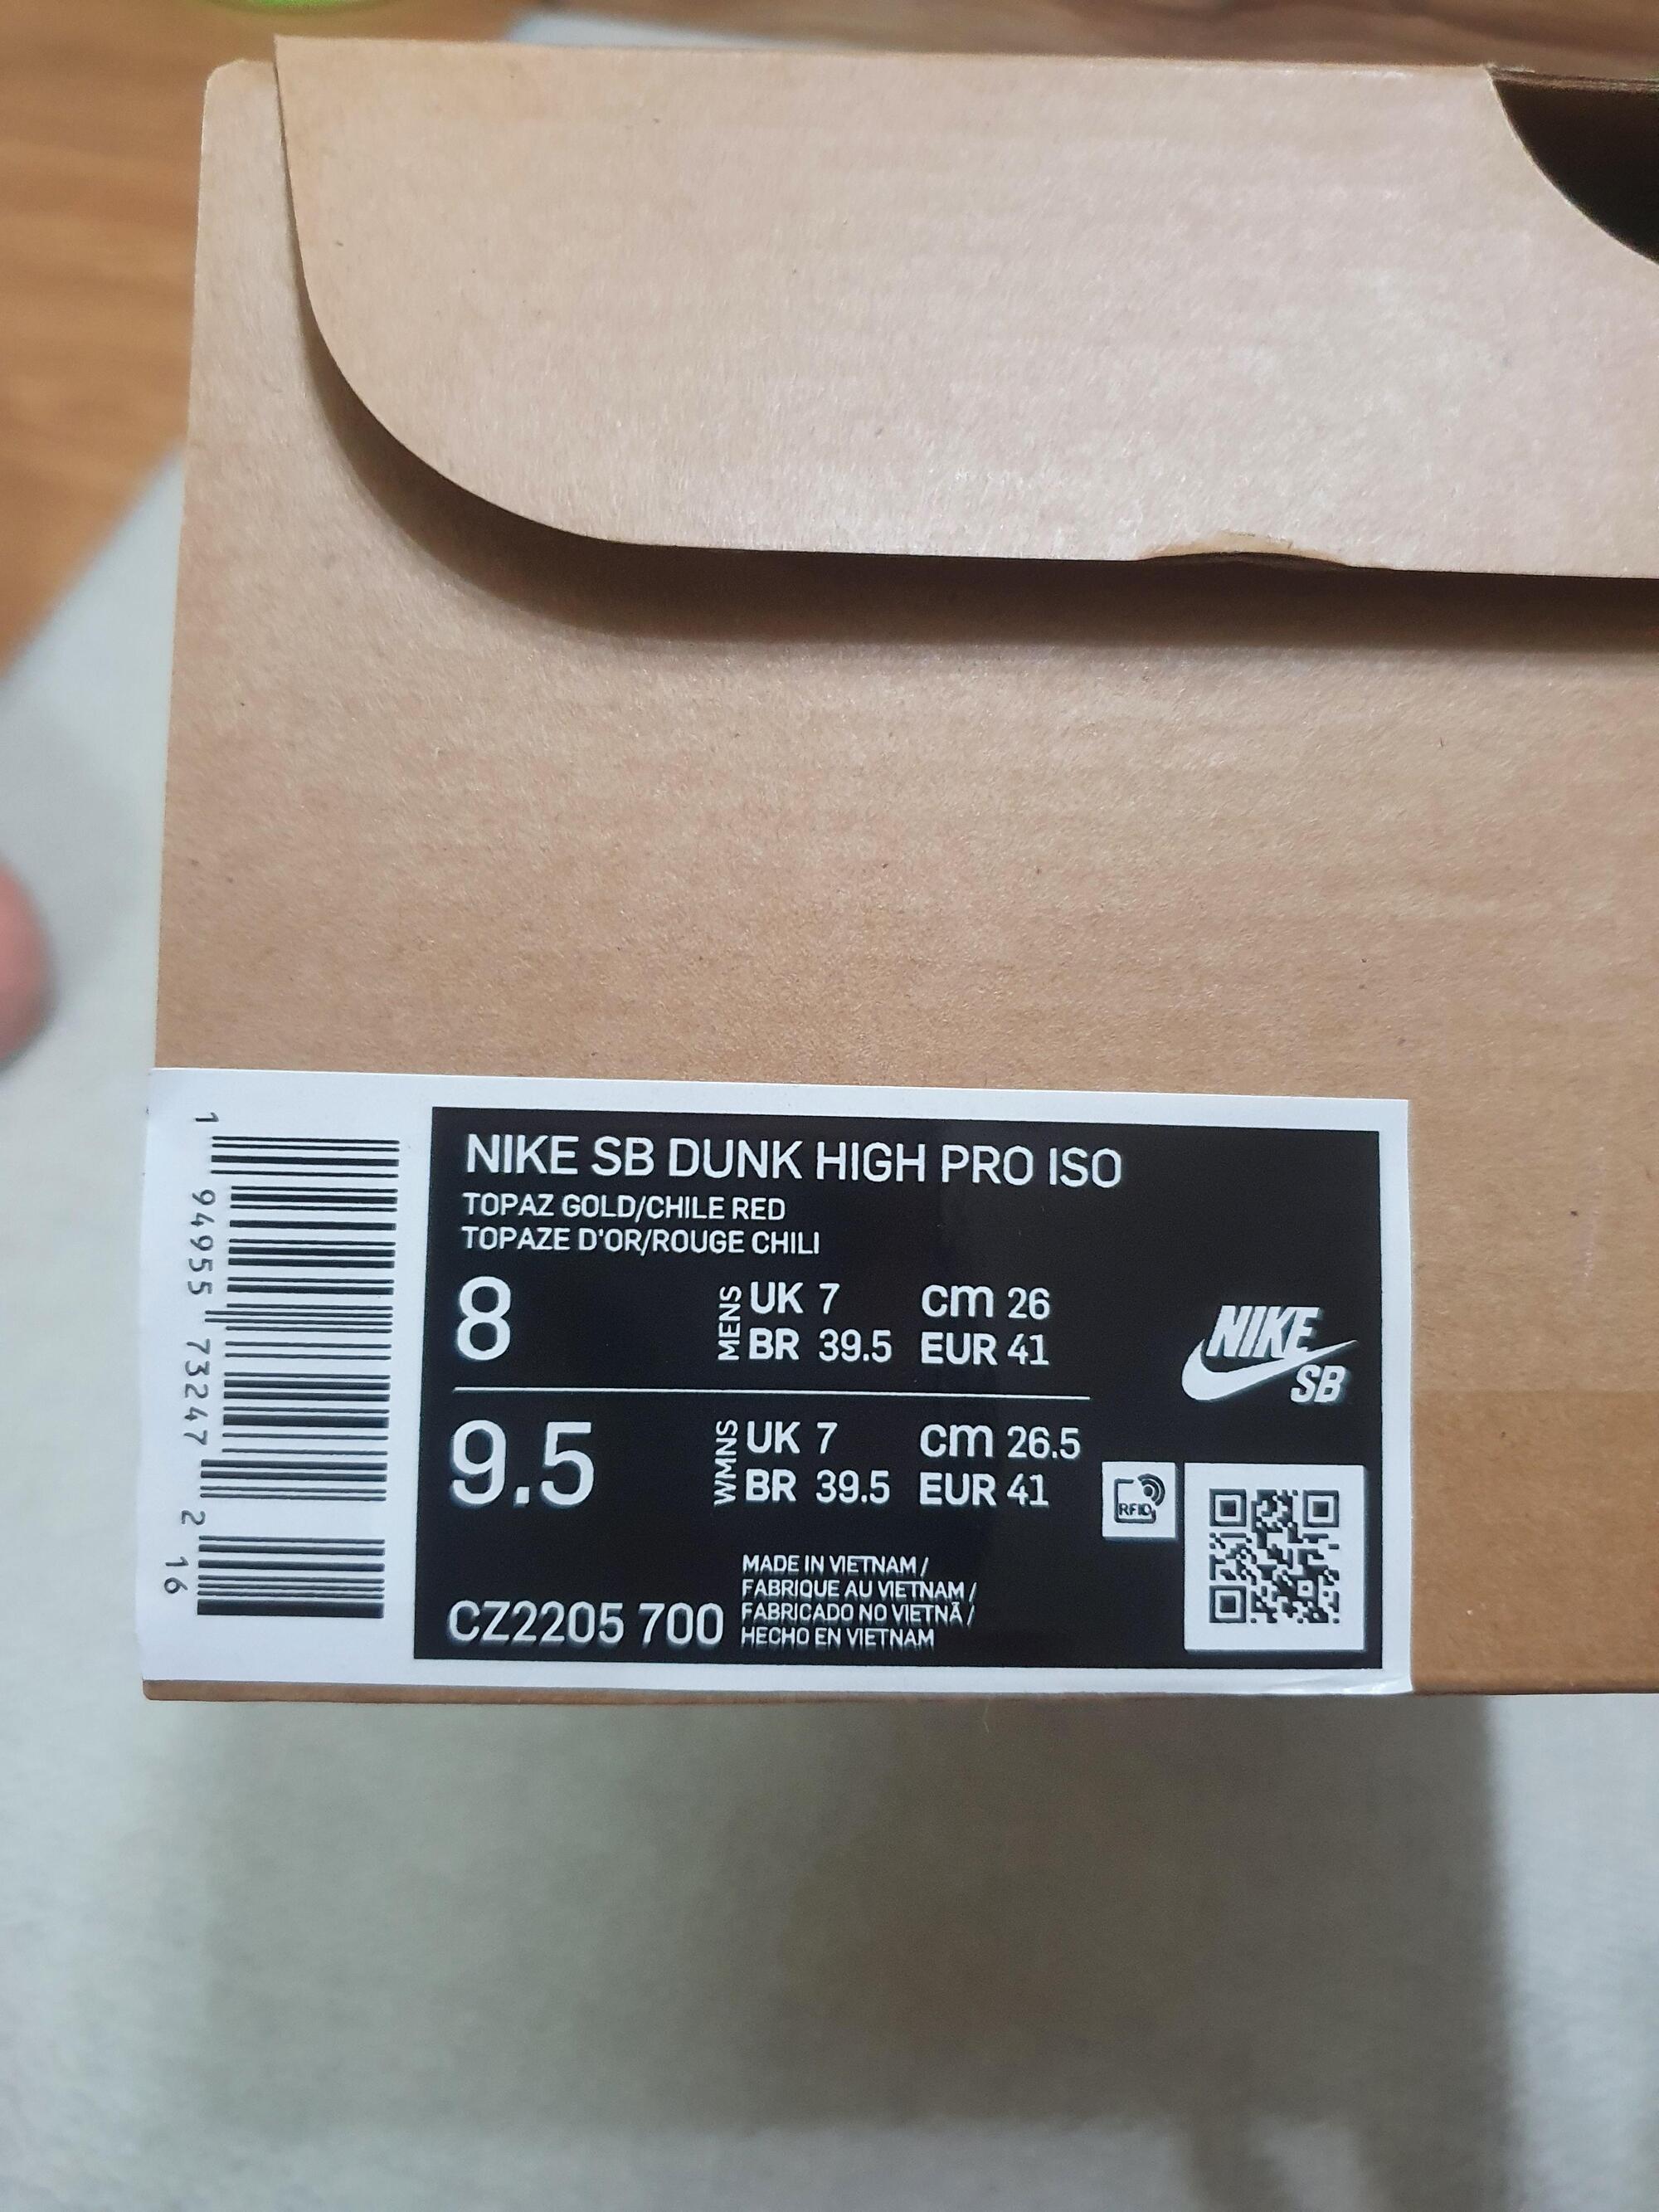 NIKE SB DUNK HIGH PRO ISO
TOPAZ GOLD/CHILE RED
TOPAZE D'OR/ROUGE CHILI
8 MENS UK 7 cm 26
BR 39.5 EUR 41
NIKE
SB
9.5 WMNS UK 7 cm 26.5
BR 39.5 EUR 41
RFID
MADE IN VIETNAM /
FABRIQUE AU VIETNAM /
FABRICADO NO VIETNÃ /
HECHO EN VIETNAM
CZ2205 700
1 94955 73247 2 16